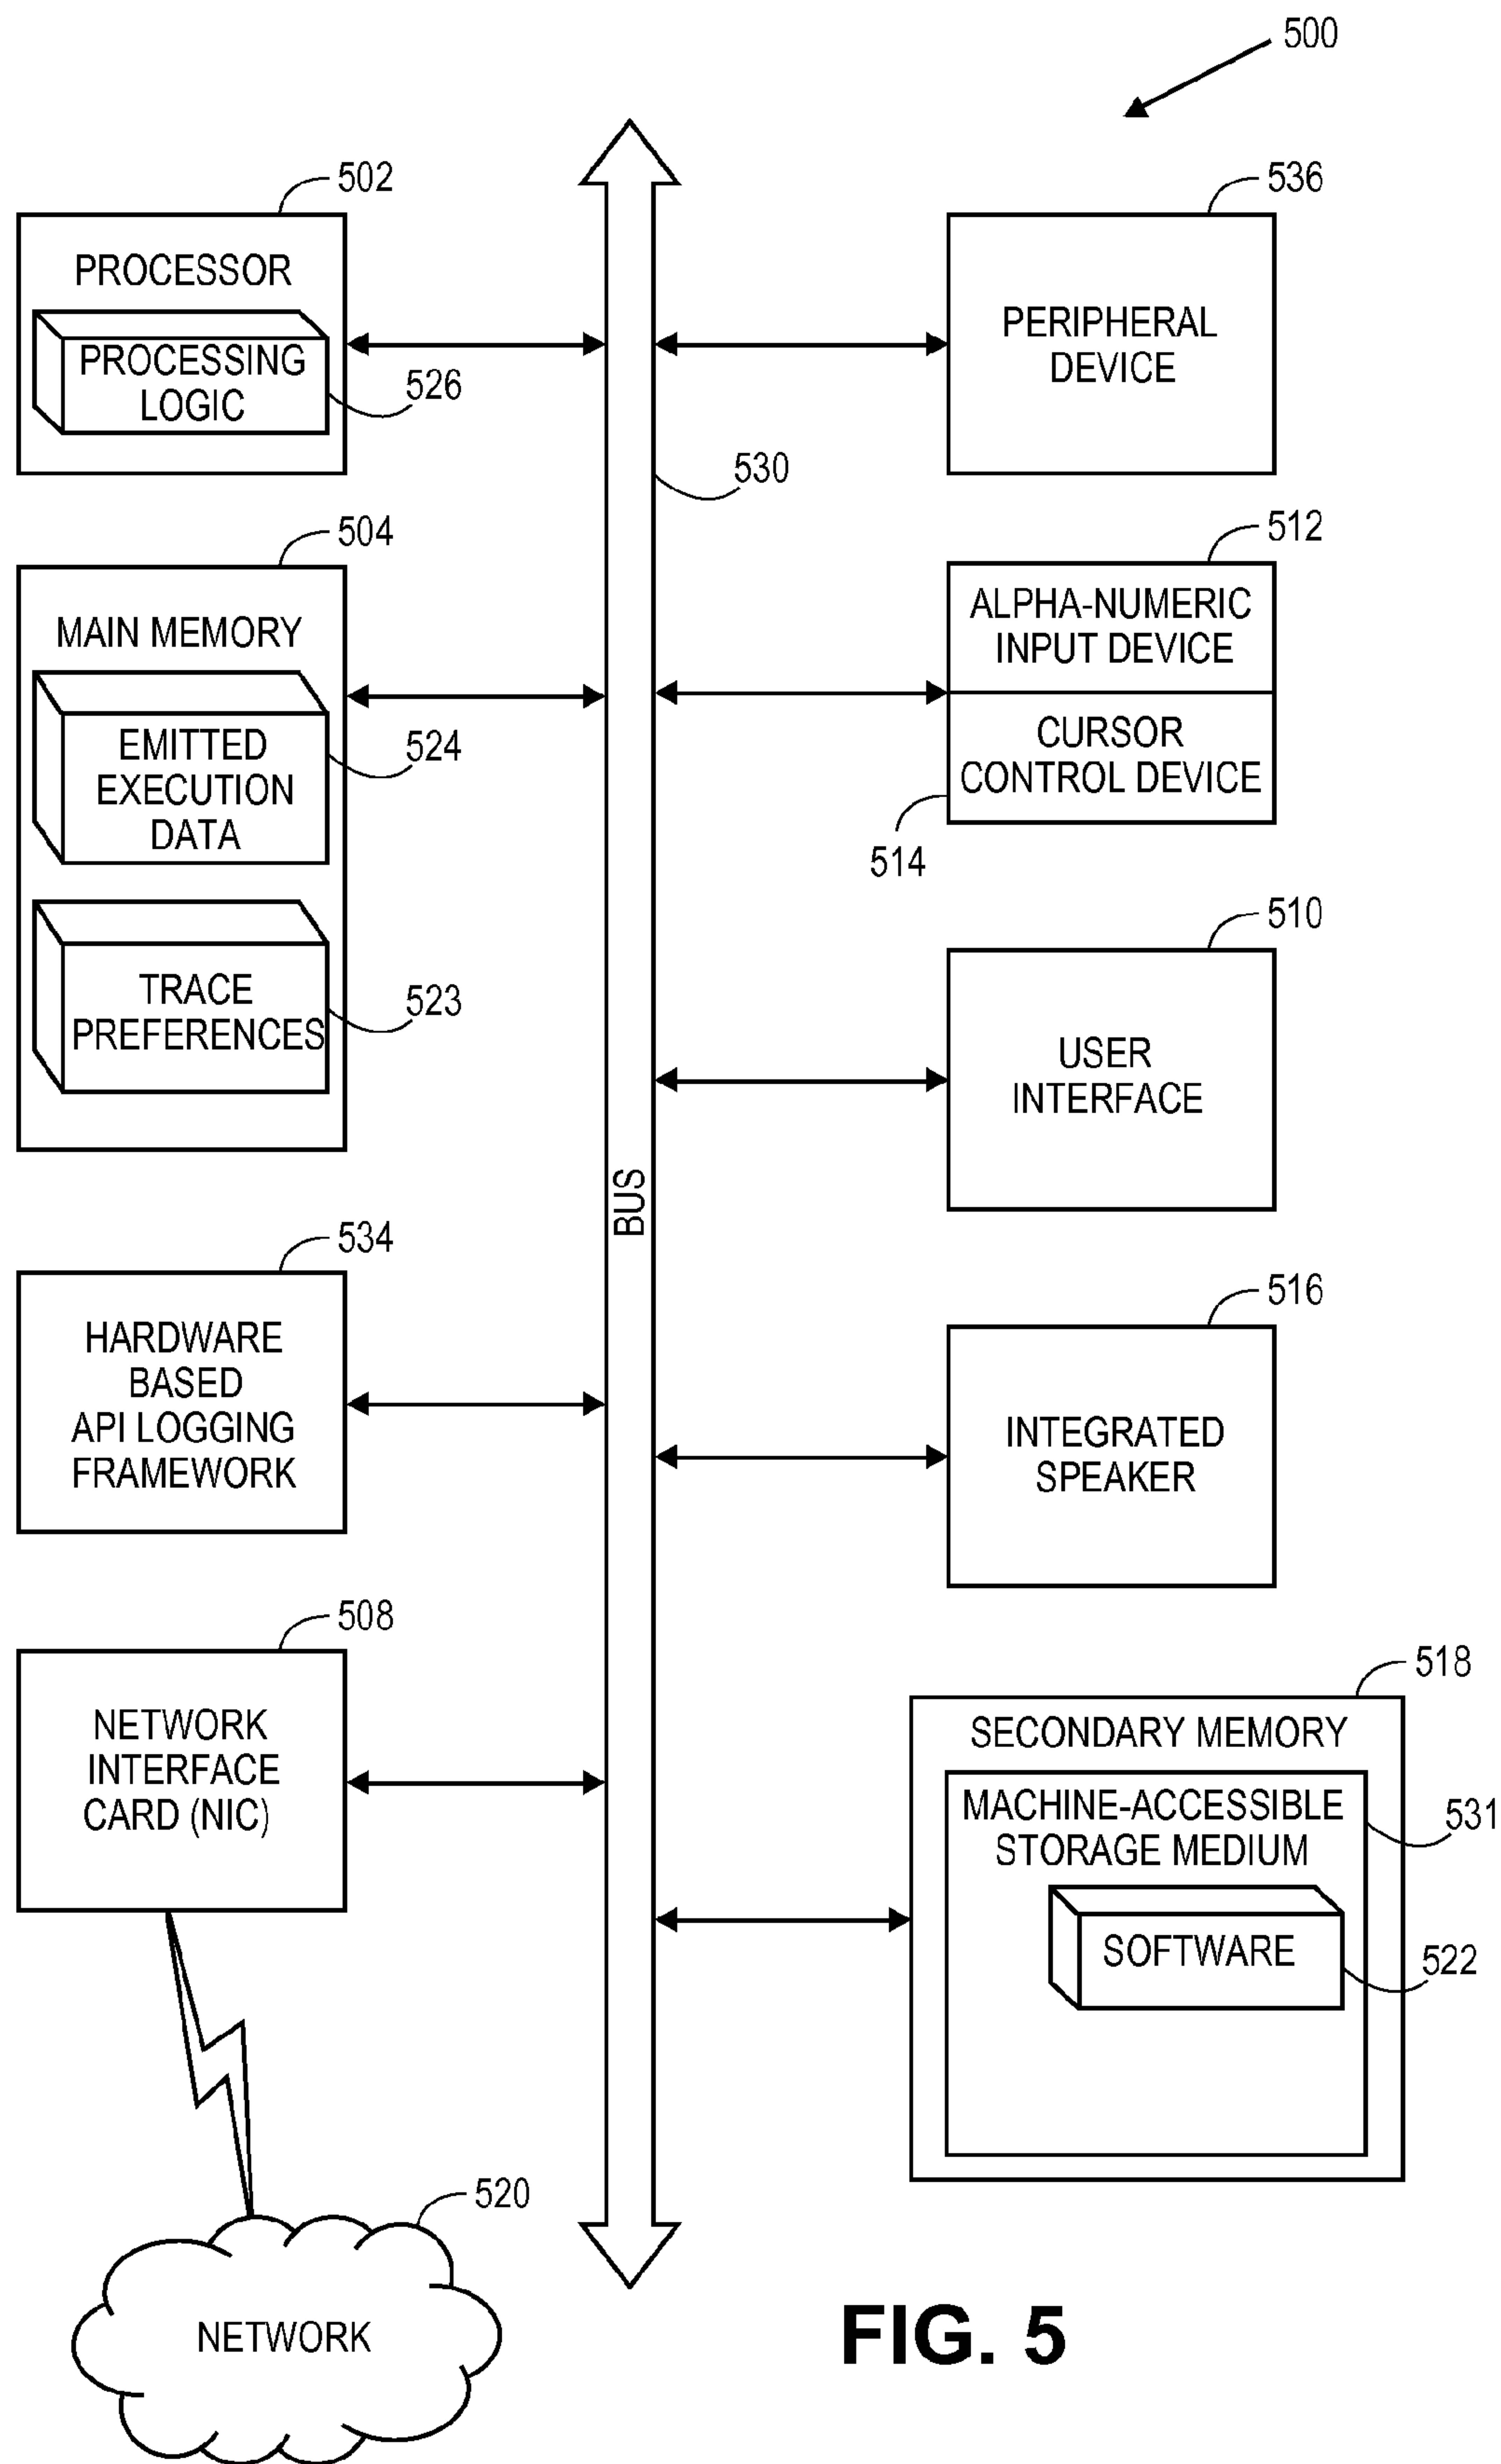 500
502
PROCESSOR
PROCESSING
LOGIC
526
536
PERIPHERAL
DEVICE
530
504
MAIN MEMORY
EMITTED
EXECUTION
DATA
524
TRACE
PREFERENCES
523
512
ALPHA-NUMERIC
INPUT DEVICE
CURSOR
CONTROL DEVICE
514
510
USER
INTERFACE
BUS
534
HARDWARE
BASED
API LOGGING
FRAMEWORK
516
INTEGRATED
SPEAKER
508
NETWORK
INTERFACE
CARD (NIC)
518
SECONDARY MEMORY
MACHINE-ACCESSIBLE
STORAGE MEDIUM
531
SOFTWARE
522
520
NETWORK
FIG. 5